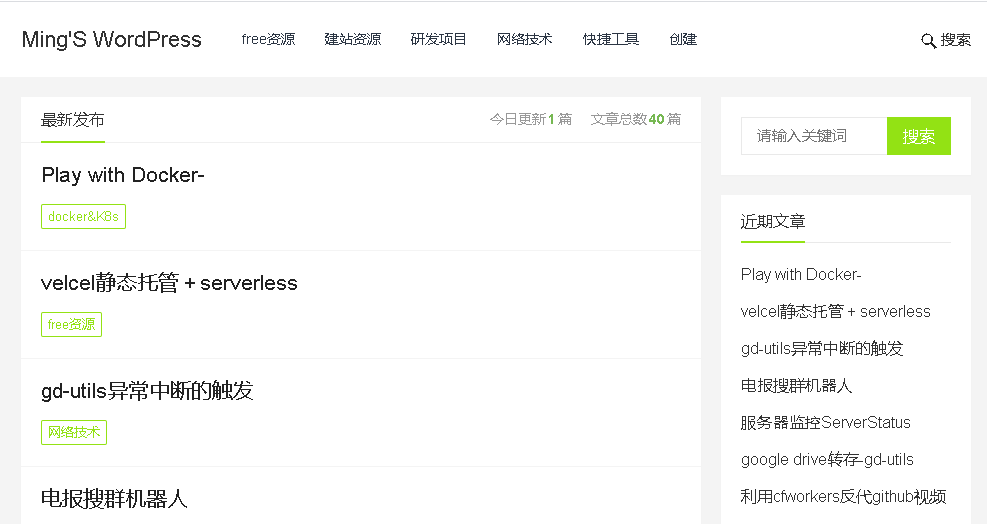 Ming'S WordPress free资源 建站资源 研发项目 网络技术 快捷工具 创建 搜索
最新发布 今日更新1篇 文章总数40篇
Play with Docker-
docker&K8s
velcel静态托管 + serverless
free资源
gd-utils异常中断的触发
网络技术
电报搜群机器人
请输入关键词 搜索
近期文章
Play with Docker-
velcel静态托管 + serverless
gd-utils异常中断的触发
电报搜群机器人
服务器监控ServerStatus
google drive转存-gd-utils
利用cfworkers反代github视频